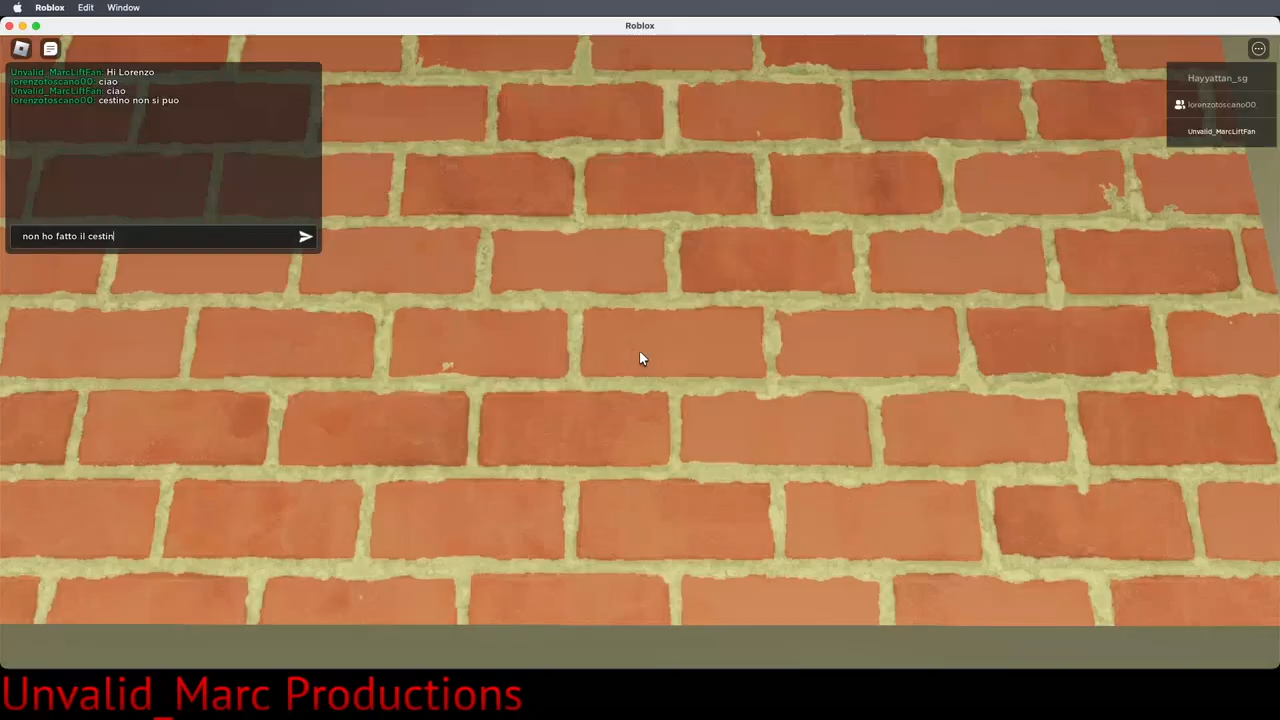 Roblox Edit Window
Roblox
Unvalid_MarcLiftFan: Hi Lorenzo
lorenzotoscano00: ciao
Unvalid_MarcLiftFan: ciao
lorenzotoscano00: cestino non si puo
non ho fatto il cestin
Hayyattan_sg
lorenzotoscano00
Unvalid_MarcLiftFan
Unvalid_Marc Productions